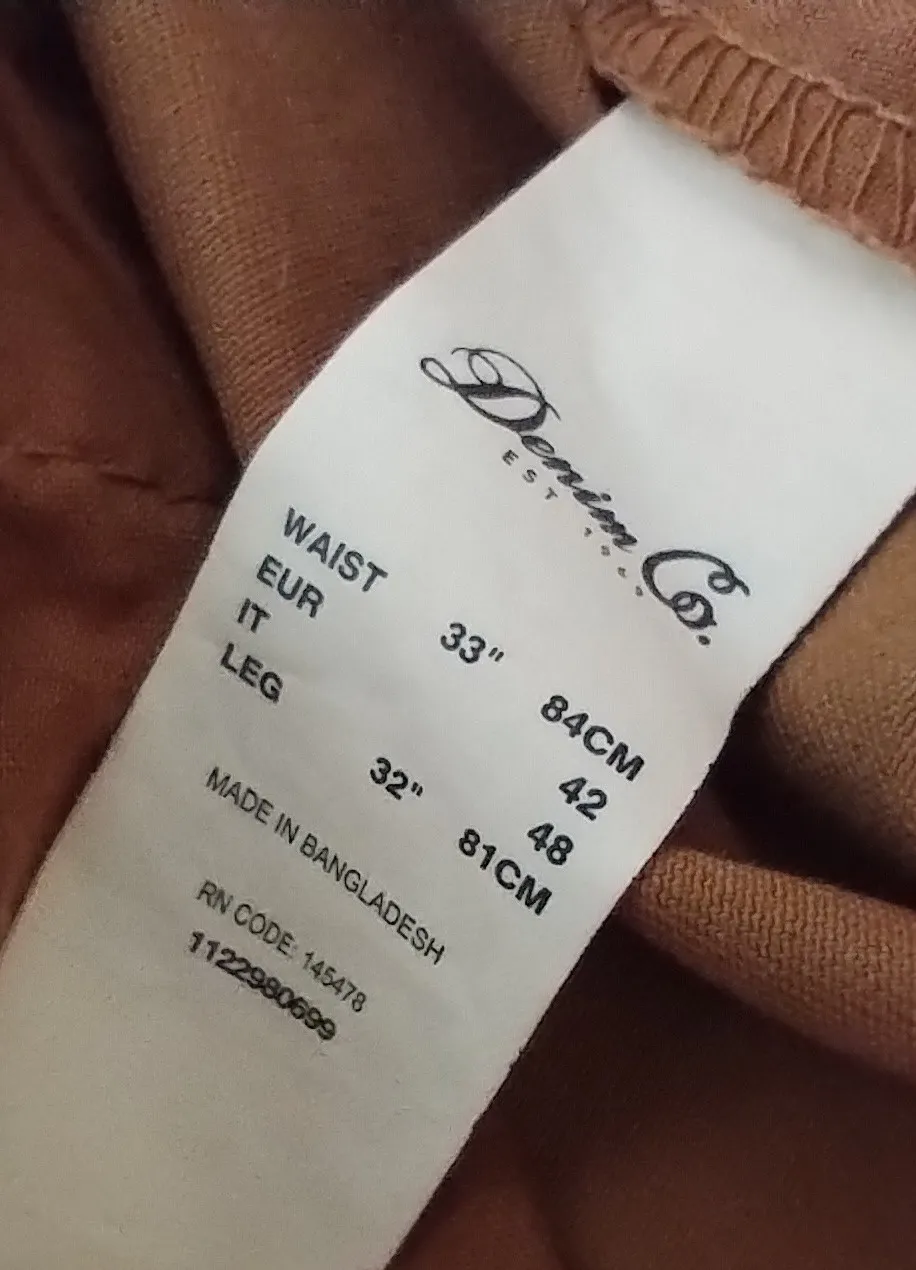 Denim Co.
EST
WAIST 33" 84CM
EUR 42
IT 48
LEG 32" 81CM
MADE IN BANGLADESH
RN CODE: 145478
1122980699